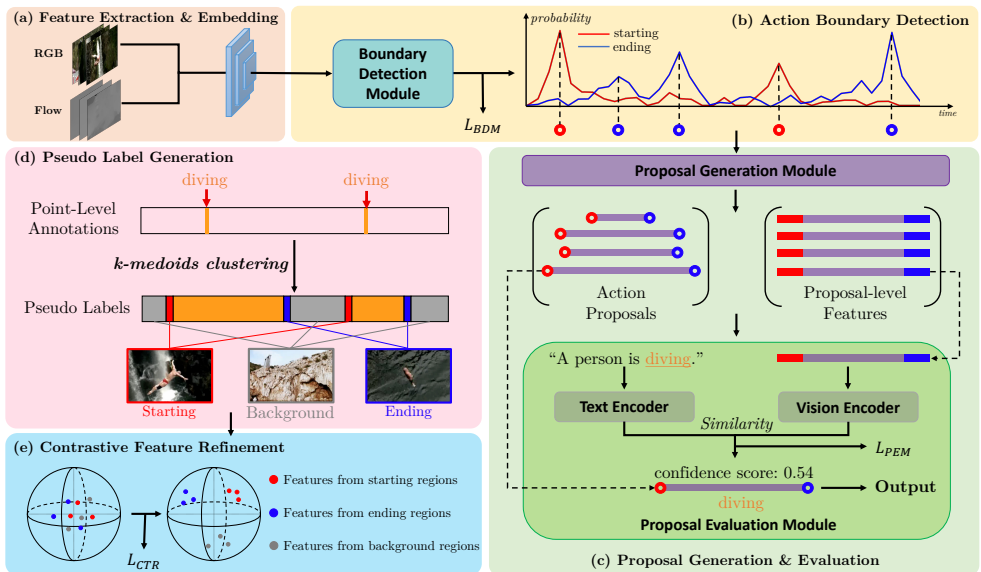 (a) Feature Extraction & Embedding
RGB
Flow
Boundary
Detection
Module
L_BDM
(b) Action Boundary Detection
probability
starting
ending
time
(d) Pseudo Label Generation
diving
diving
Point-Level
Annotations
k-medoids clustering
Pseudo Labels
Starting
Background
Ending
(e) Contrastive Feature Refinement
Features from starting regions
Features from ending regions
Features from background regions
L_CTR
Proposal Generation Module
Action
Proposals
Proposal-level
Features
“A person is diving.”
Text Encoder
Vision Encoder
Similarity
L_PEM
confidence score: 0.54
Output
diving
Proposal Evaluation Module
(c) Proposal Generation & Evaluation